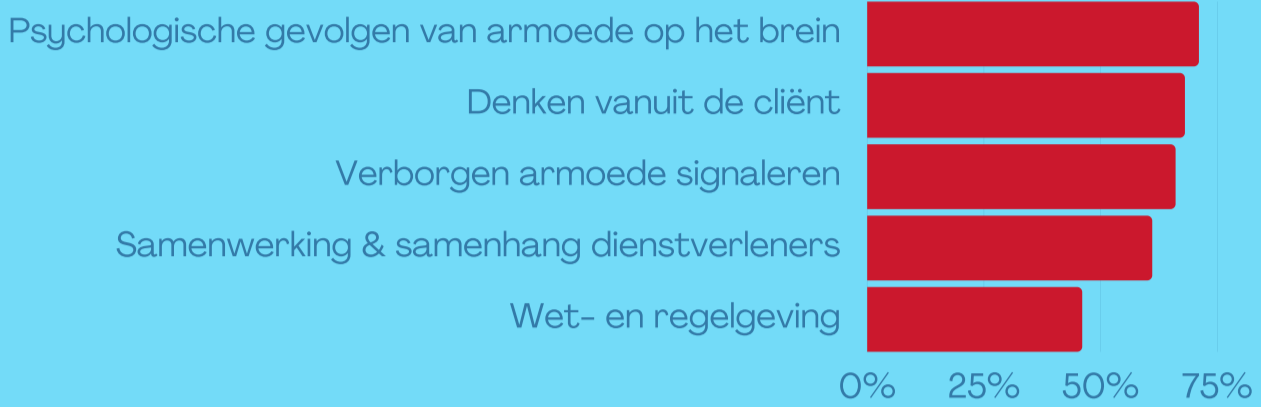 Psychologische gevolgen van armoede op het brein
Denken vanuit de cliënt
Verborgen armoede signaleren
Samenwerking & samenhang dienstverleners
Wet- en regelgeving
0% 25% 50% 75%